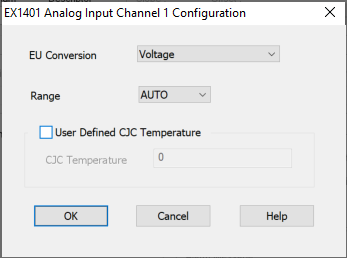 EX1401 Analog Input Channel 1 Configuration
EU Conversion Voltage
Range AUTO
User Defined CJC Temperature
CJC Temperature 0
OK Cancel Help